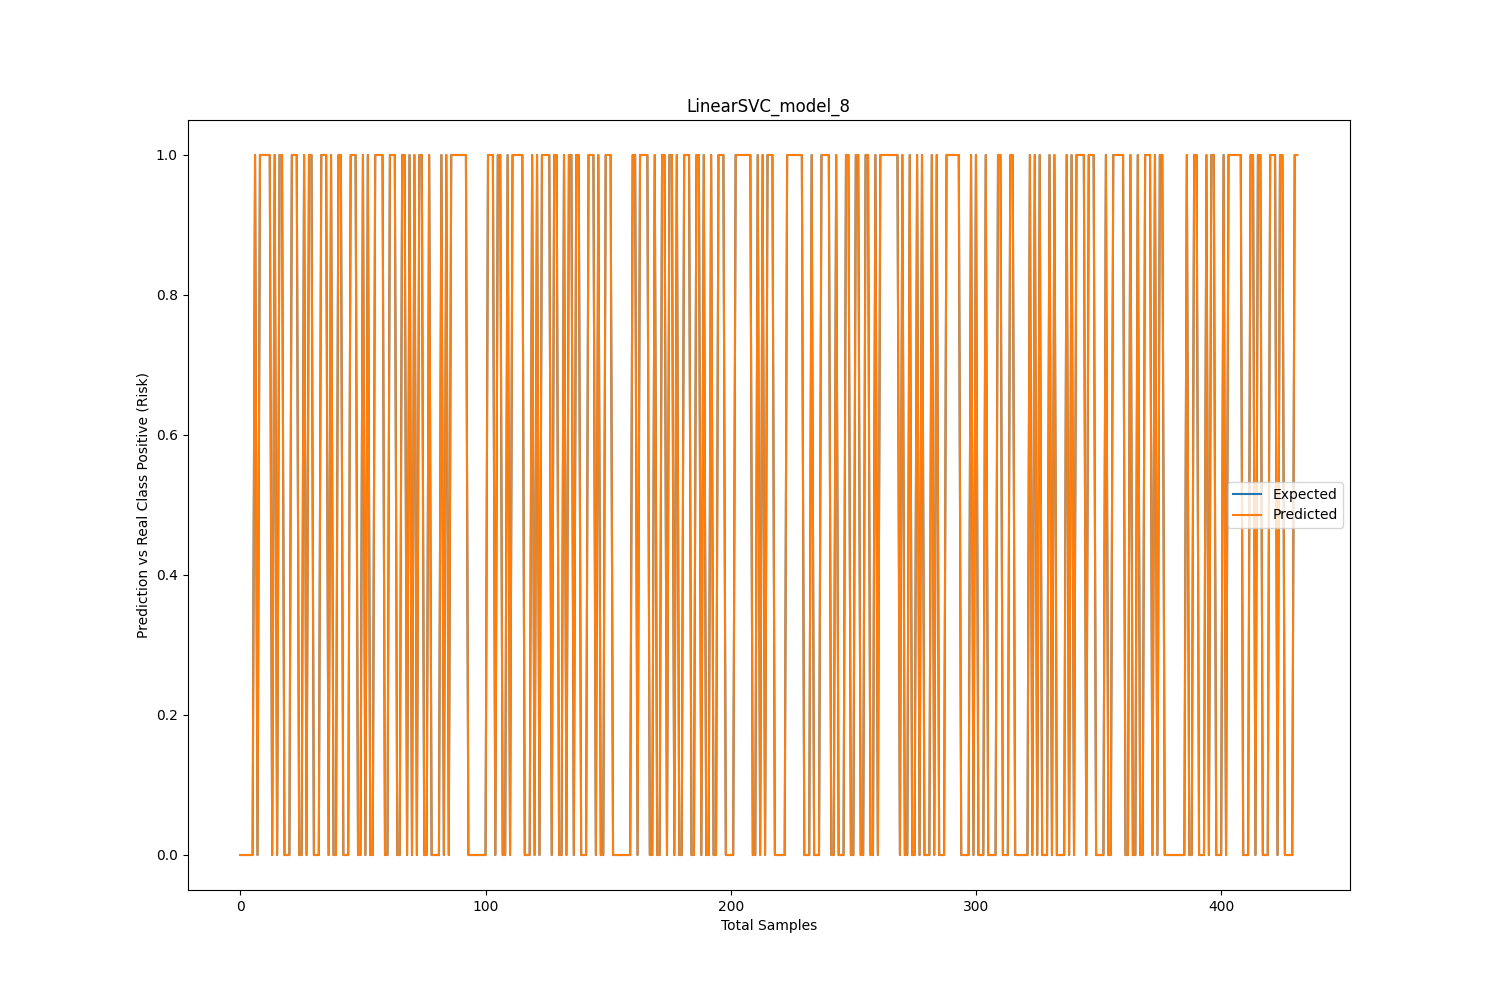 LinearSVC_model_8
1.0
0.8
0.6
0.4
0.2
0.0
Prediction vs Real Class Positive (Risk)
Expected
Predicted
0 100 200 300 400
Total Samples